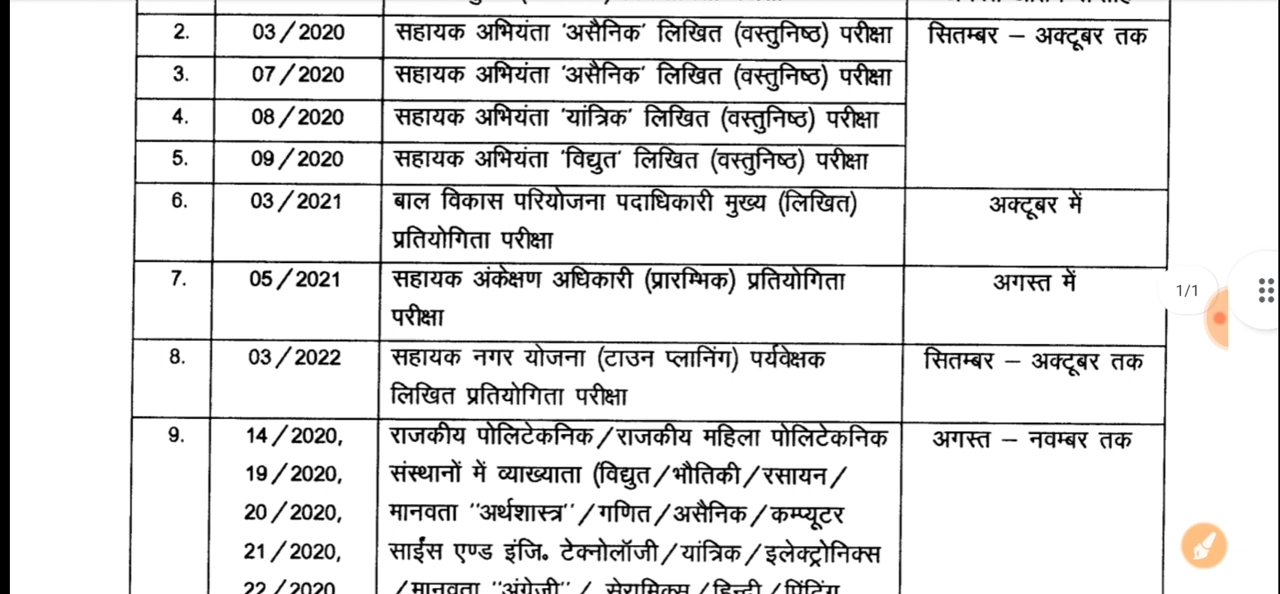 2. 03/2020 सहायक अभियंता 'असैनिक' लिखित (वस्तुनिष्ठ) परीक्षा सितम्बर – अक्टूबर तक
3. 07/2020 सहायक अभियंता 'असैनिक' लिखित (वस्तुनिष्ठ) परीक्षा
4. 08/2020 सहायक अभियंता 'यांत्रिक' लिखित (वस्तुनिष्ठ) परीक्षा
5. 09/2020 सहायक अभियंता 'विद्युत' लिखित (वस्तुनिष्ठ) परीक्षा
6. 03/2021 बाल विकास परियोजना पदाधिकारी मुख्य (लिखित) अक्टूबर में
प्रतियोगिता परीक्षा
7. 05/2021 सहायक अंकेक्षण अधिकारी (प्रारम्भिक) प्रतियोगिता अगस्त में
1/1
परीक्षा
8. 03/2022 सहायक नगर योजना (टाउन प्लानिंग) पर्यवेक्षक सितम्बर – अक्टूबर तक
लिखित प्रतियोगिता परीक्षा
9. 14/2020, राजकीय पोलिटेकनिक/राजकीय महिला पोलिटेकनिक अगस्त – नवम्बर तक
19/2020, संस्थानों में व्याख्याता (विद्युत/भौतिकी/रसायन/
20/2020, मानवता "अर्थशास्त्र"/गणित/असैनिक/कम्प्यूटर
21/2020, साईंस एण्ड इंजि० टेक्नोलॉजी/यांत्रिक/इलेक्ट्रोनिक्स
22/2020 /मानवता "अंग्रेजी"/ सेरामिक्स/हिन्दी/प्रिंटिंग